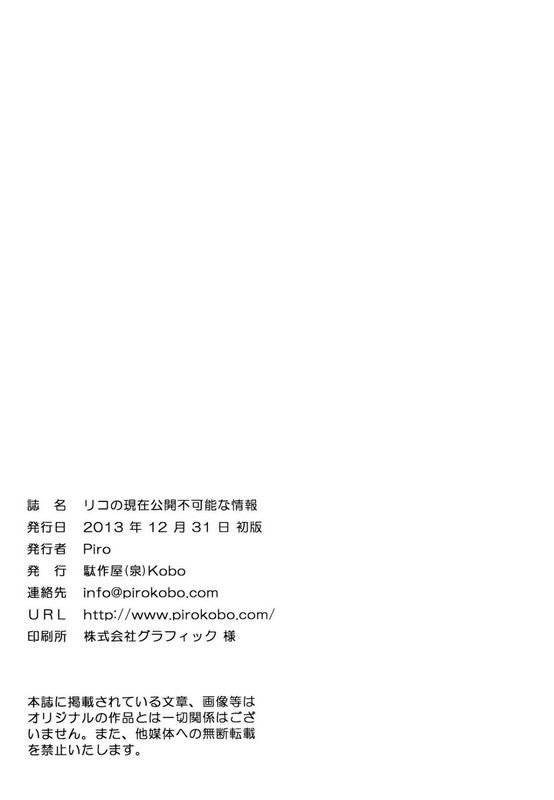 誌　名　リコの現在公開不可能な情報
発行日　2013 年 12 月 31 日 初版
発行者　Piro
発　行　駄作屋(泉)Kobo
連絡先　info@pirokobo.com
ＵＲＬ　http://www.pirokobo.com/
印刷所　株式会社グラフィック 様
本誌に掲載されている文章、画像等は
オリジナルの作品とは一切関係はござ
いません。また、他媒体への無断転載
を禁止いたします。